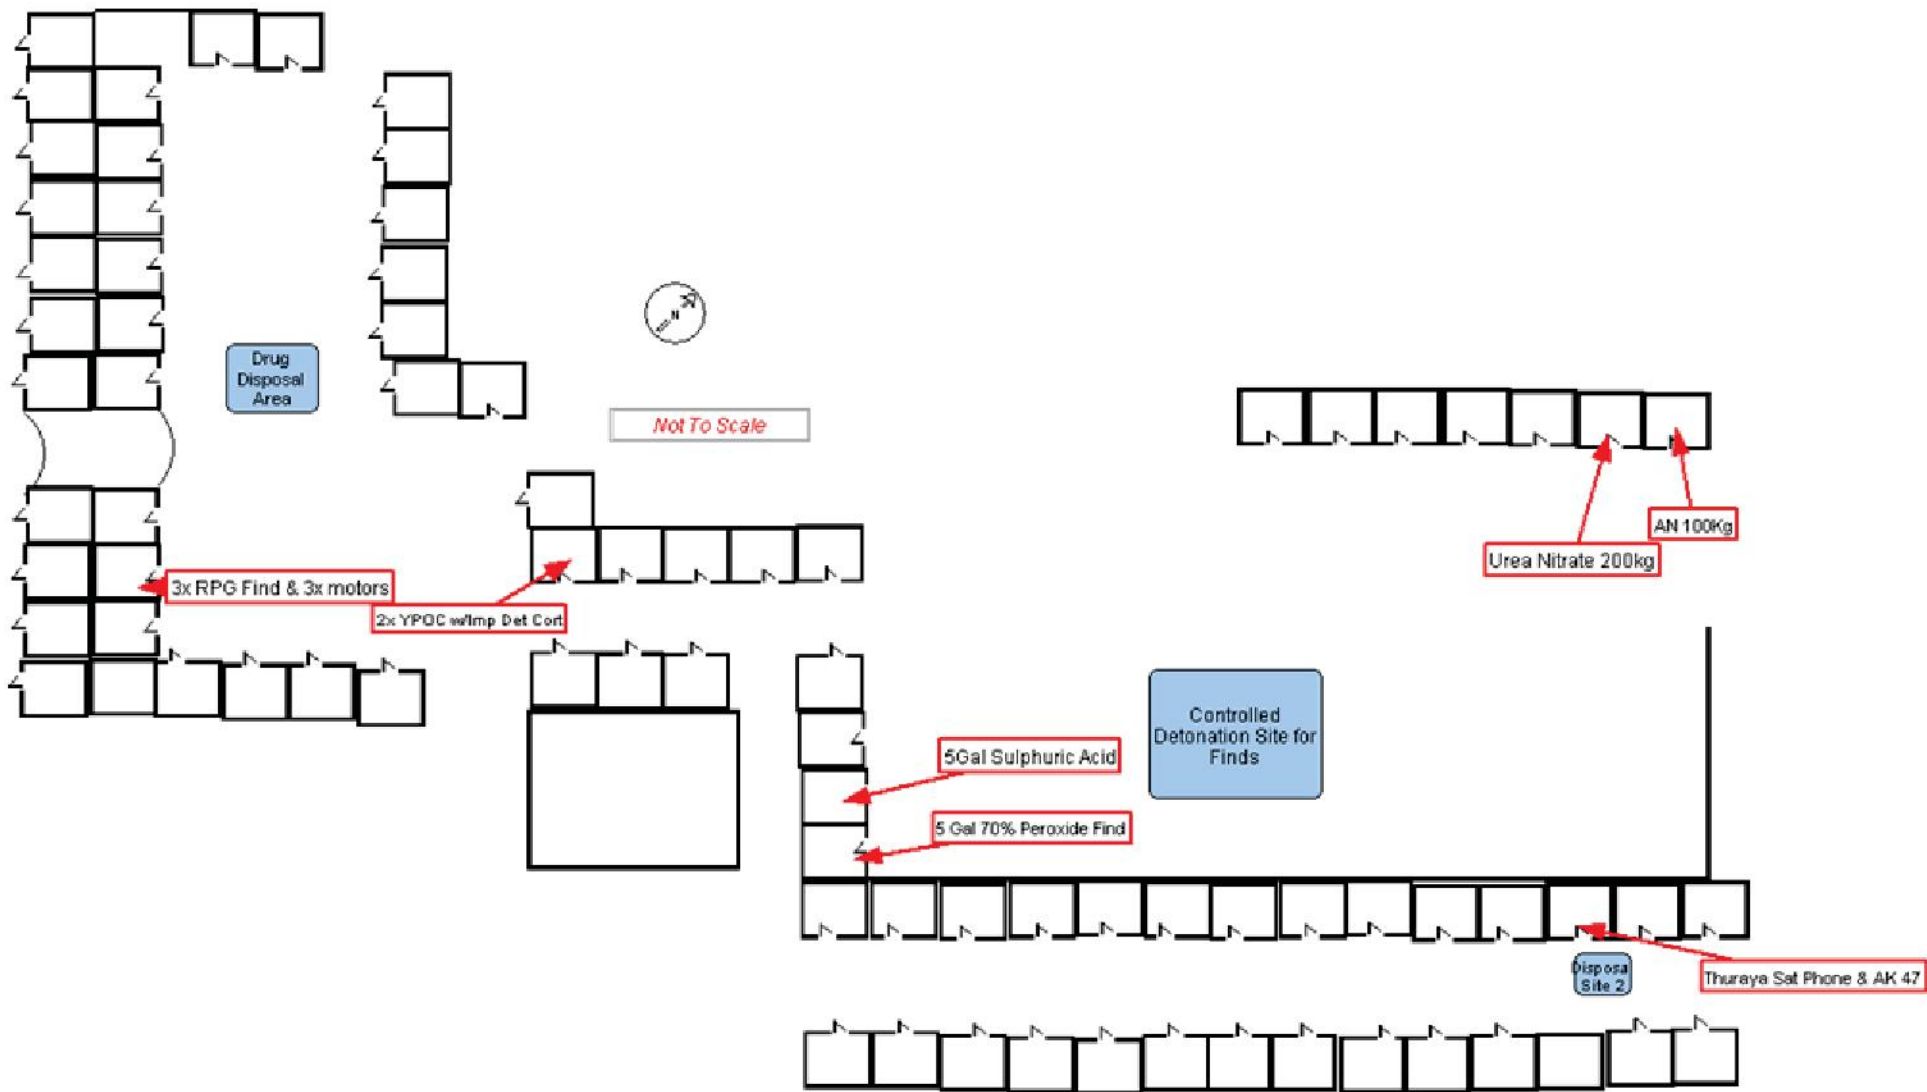 Drug
Disposal
Area
N
Not To Scale
AN 100Kg
Urea Nitrate 200kg
3x RPG Find & 3x motors
2x YPOC w/Imp Det Cort
Controlled
Detonation Site for
Finds
5Gal Sulphuric Acid
5 Gal 70% Peroxide Find
Disposa
Site 2
Thuraya Sat Phone & AK 47